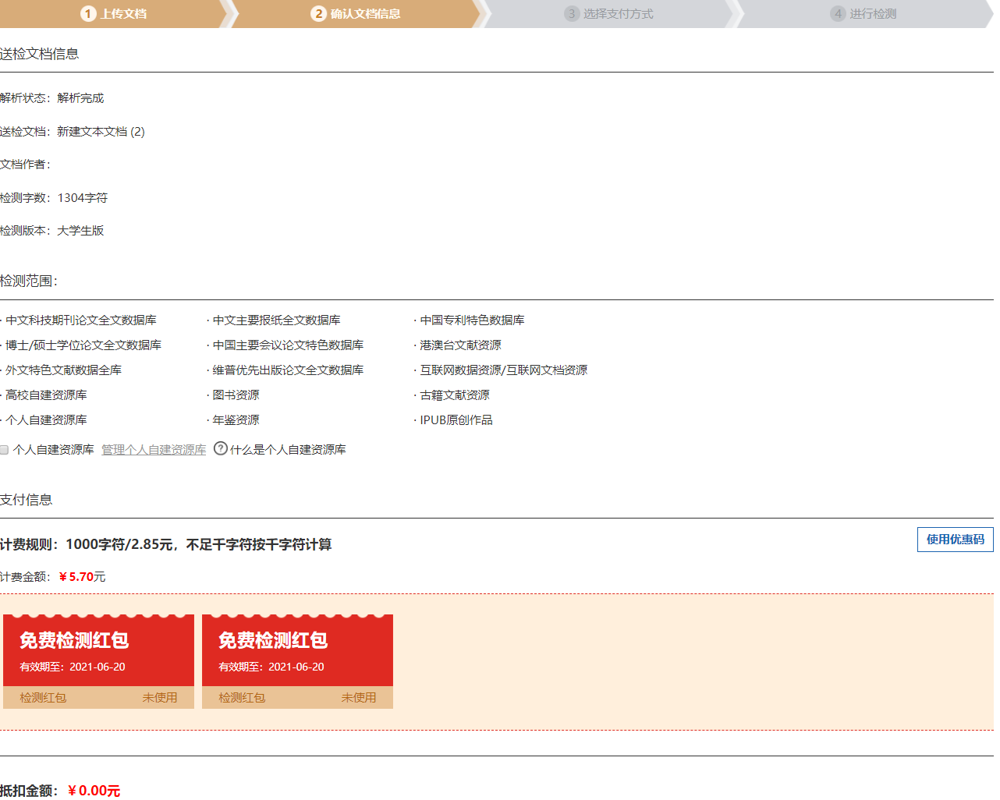 1 上传文档 2 确认文档信息 3 选择支付方式 4 进行检测
送检文档信息
解析状态：解析完成
送检文档：新建文本文档 (2)
文档作者：
检测字数：1304字符
检测版本：大学生版
检测范围：
· 中文科技期刊论文全文数据库 · 中文主要报纸全文数据库 · 中国专利特色数据库
· 博士/硕士学位论文全文数据库 · 中国主要会议论文特色数据库 · 港澳台文献资源
· 外文特色文献数据全库 · 维普优先出版论文全文数据库 · 互联网数据资源/互联网文档资源
· 高校自建资源库 · 图书资源 · 古籍文献资源
· 个人自建资源库 · 年鉴资源 · IPUB原创作品
个人自建资源库 管理个人自建资源库 ? 什么是个人自建资源库
支付信息
计费规则：1000字符/2.85元，不足千字符按千字符计算 使用优惠码
计费金额：￥5.70元
免费检测红包 免费检测红包
有效期至：2021-06-20 有效期至：2021-06-20
检测红包 未使用 检测红包 未使用
抵扣金额：￥0.00元